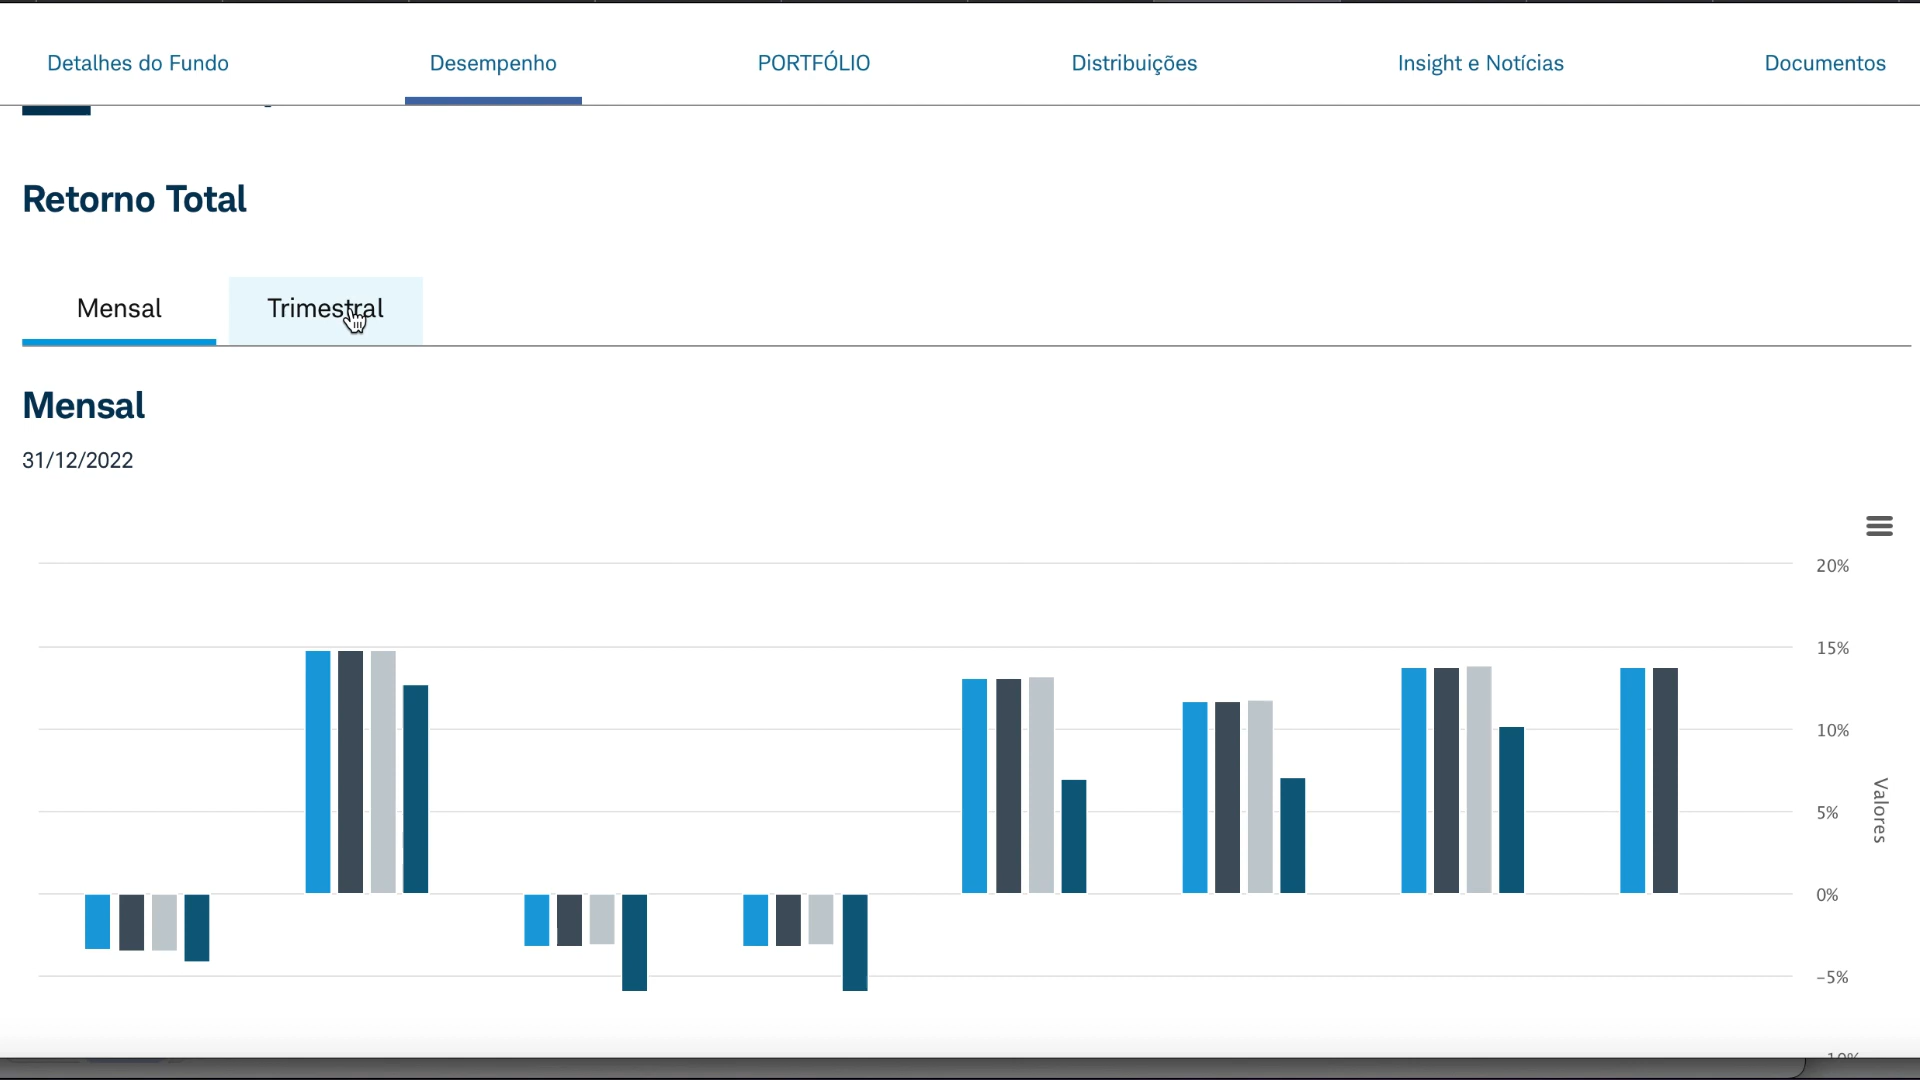 Detalhes do Fundo Desempenho PORTFÓLIO Distribuições Insight e Notícias Documentos
Retorno Total
Mensal Trimestral
Mensal
31/12/2022
20%
15%
10%
5%
Valores
0%
-5%